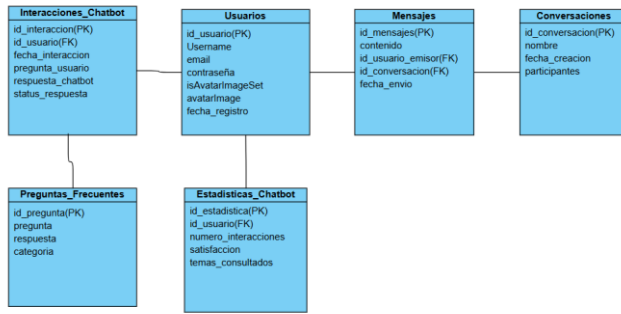 Interacciones_Chatbot
id_interaccion(PK)
id_usuario(FK)
fecha_interaccion
pregunta_usuario
respuesta_chatbot
status_respuesta
Usuarios
id_usuario(PK)
Username
email
contraseña
isAvatarImageSet
avatarImage
fecha_registro
Mensajes
id_mensajes(PK)
contenido
id_usuario_emisor(FK)
id_conversacion(FK)
fecha_envio
Conversaciones
id_conversacion(PK)
nombre
fecha_creacion
participantes
Preguntas_Frecuentes
id_pregunta(PK)
pregunta
respuesta
categoria
Estadisticas_Chatbot
id_estadistica(PK)
id_usuario(FK)
numero_interacciones
satisfaccion
temas_consultados